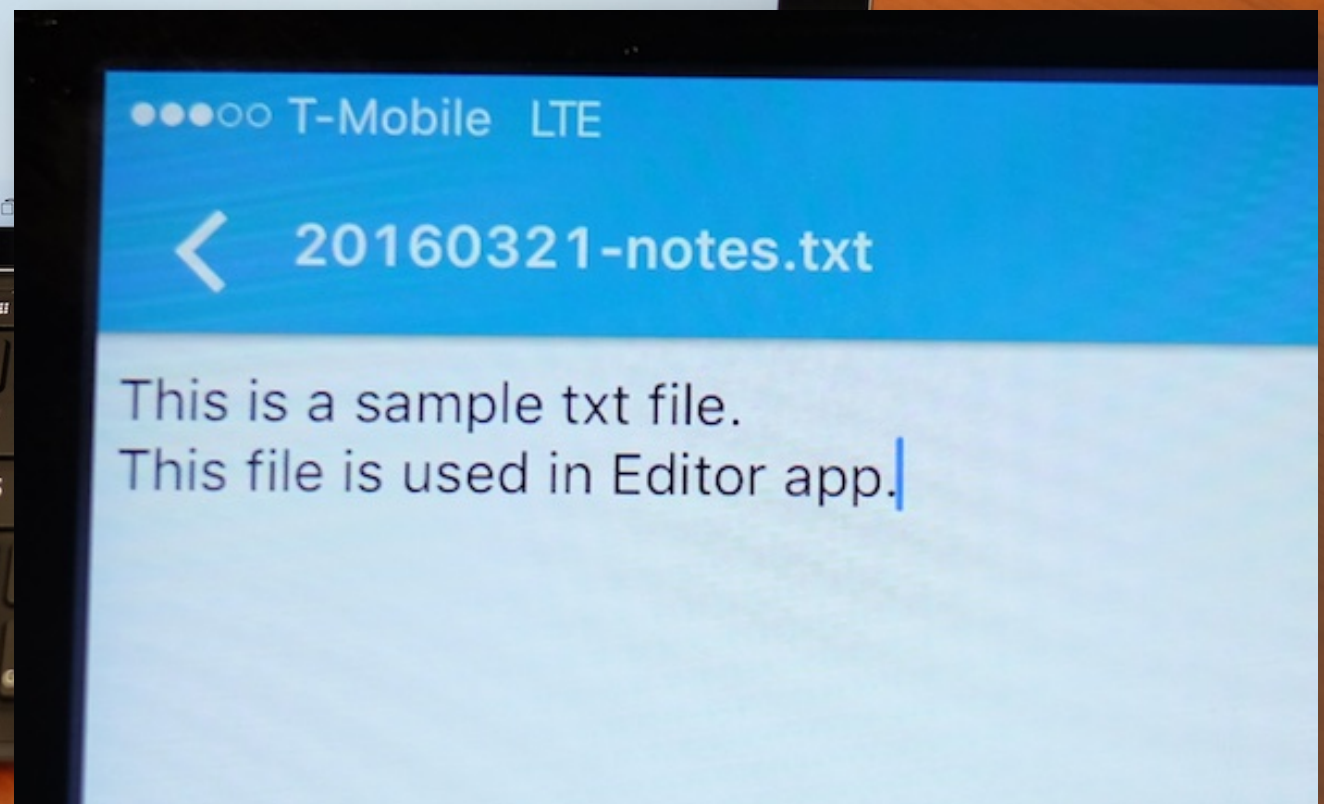 ●●●○○ T-Mobile LTE
20160321-notes.txt
This is a sample txt file.
This file is used in Editor app.